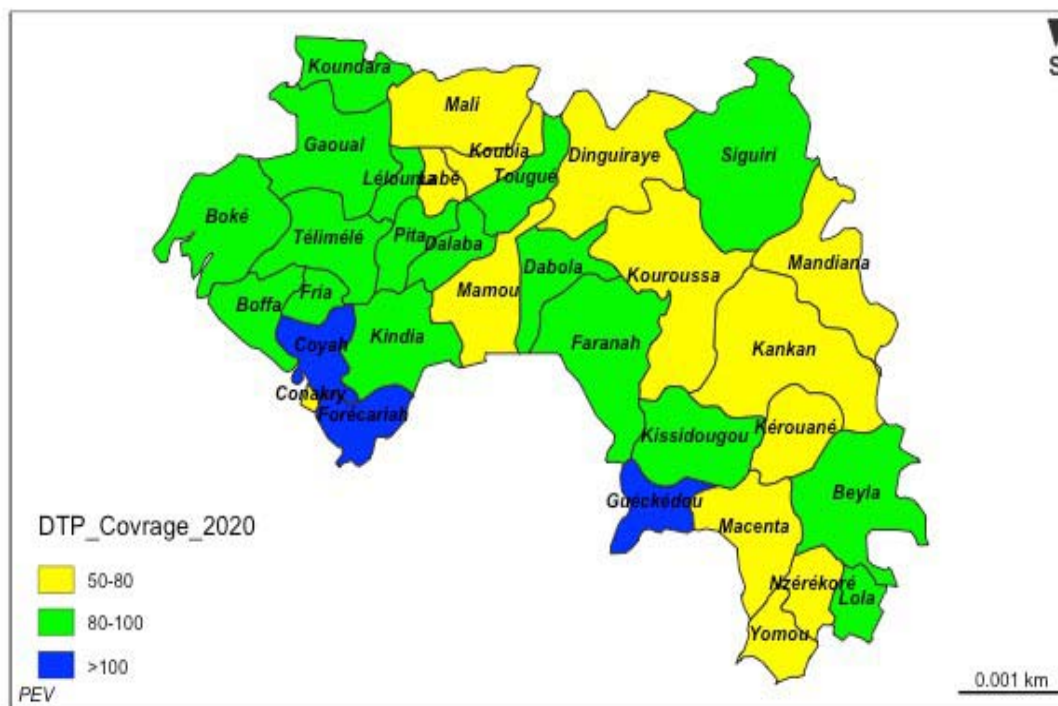 S
Koundara
Mali
Gaoual
Koubia
Dinguiraye
Siguiri
Lélouma
Labé
Tougué
Boké
Télimélé
Pita
Dalaba
Dabola
Kouroussa
Mandiana
Boffa
Fria
Mamou
Coyah
Kindia
Faranah
Kankan
Conakry
Forécariah
Kissidougou
Kérouané
Guéckédou
Macenta
Beyla
Nzérékoré
Lola
Yomou
DTP_Covrage_2020
50-80
80-100
>100
PEV
0.001 km